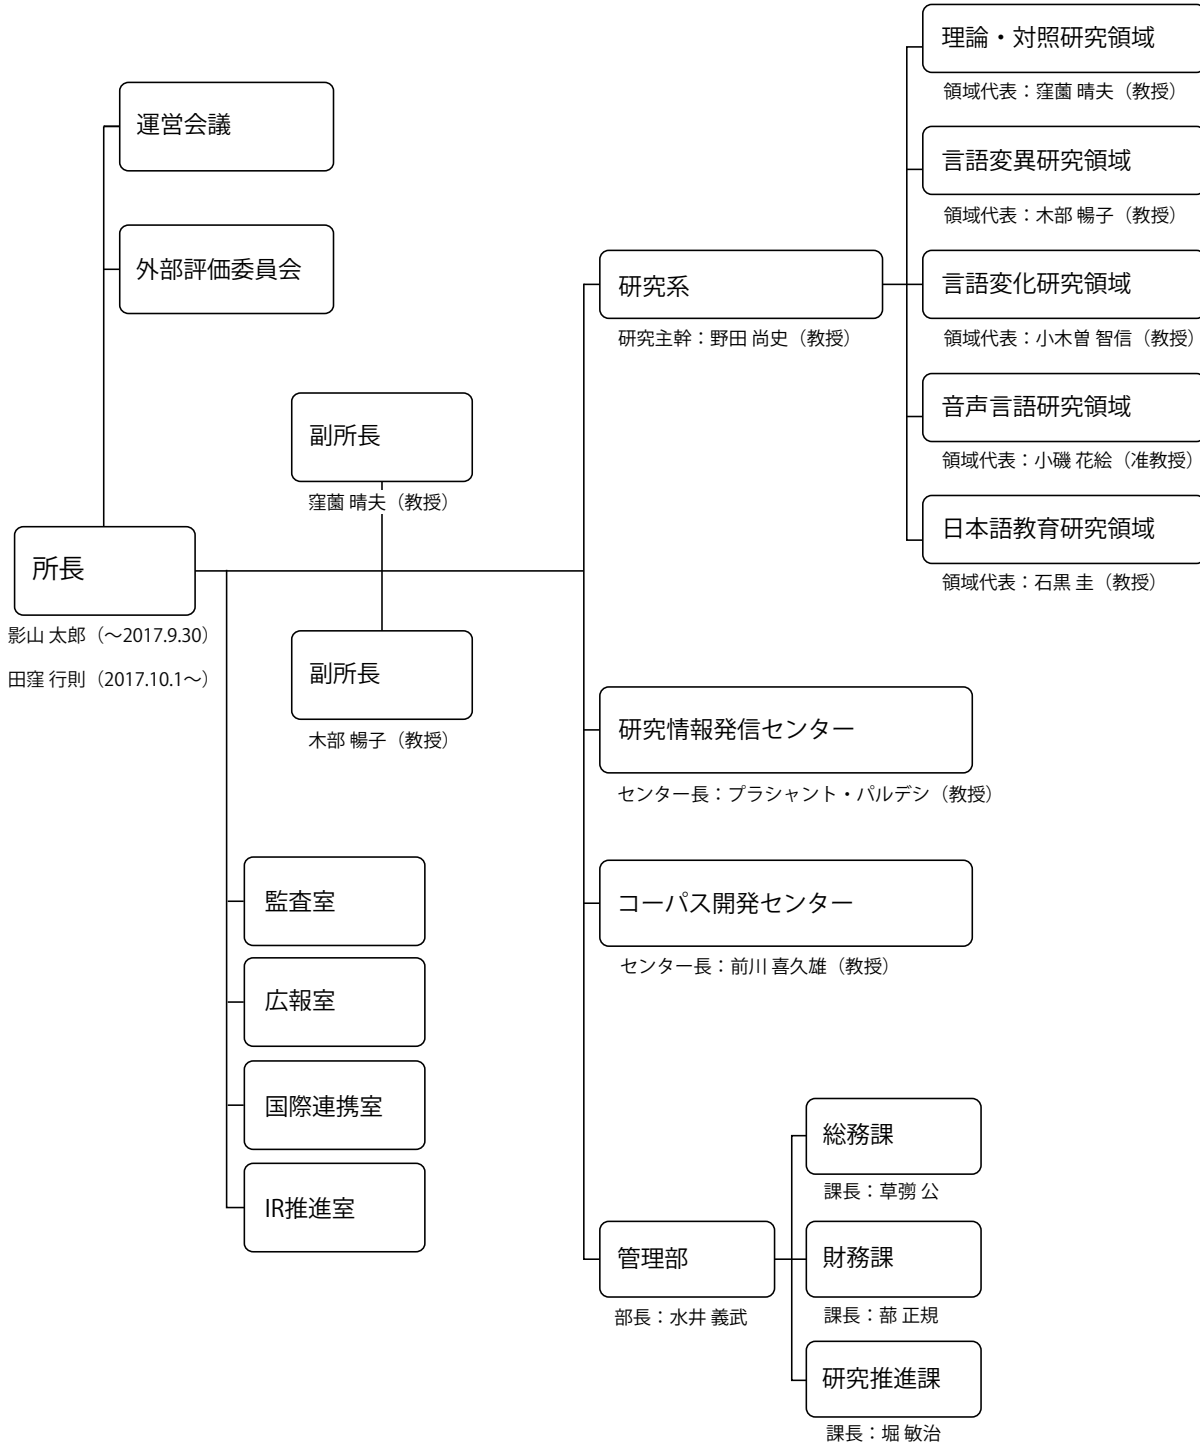 運営会議
外部評価委員会
所長
影山 太郎（～2017.9.30）
田窪 行則（2017.10.1～）
副所長
窪薗 晴夫（教授）
副所長
木部 暢子（教授）
監査室
広報室
国際連携室
IR推進室
研究系
研究主幹：野田 尚史（教授）
理論・対照研究領域
領域代表：窪薗 晴夫（教授）
言語変異研究領域
領域代表：木部 暢子（教授）
言語変化研究領域
領域代表：小木曽 智信（教授）
音声言語研究領域
領域代表：小磯 花絵（准教授）
日本語教育研究領域
領域代表：石黒 圭（教授）
研究情報発信センター
センター長：プラシャント・パルデシ（教授）
コーパス開発センター
センター長：前川 喜久雄（教授）
管理部
部長：水井 義武
総務課
課長：草彅 公
財務課
課長：蔀 正規
研究推進課
課長：堀 敏治